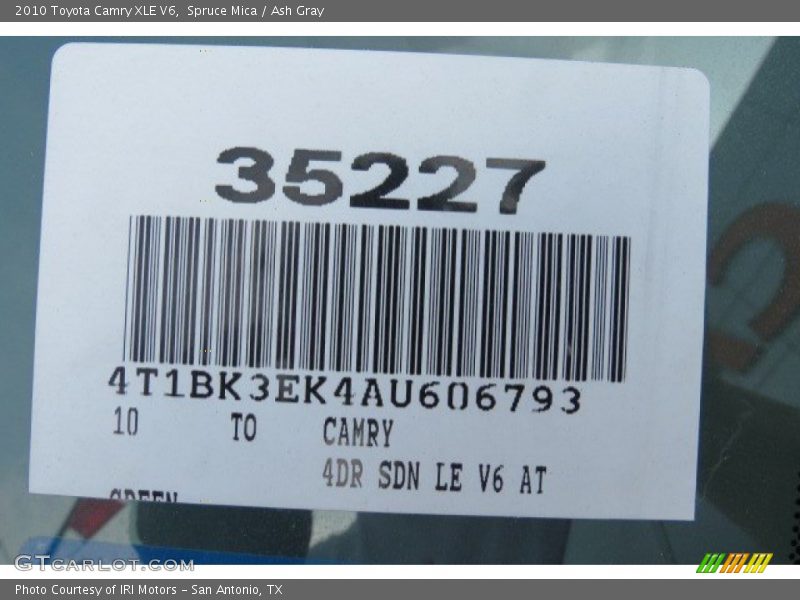 2010 Toyota Camry XLE V6, Spruce Mica / Ash Gray
35227
4T1BK3EK4AU606793
10 TO CAMRY
4DR SDN LE V6 AT
GREEN
GTCARLOT.COM
Photo Courtesy of IRI Motors - San Antonio, TX